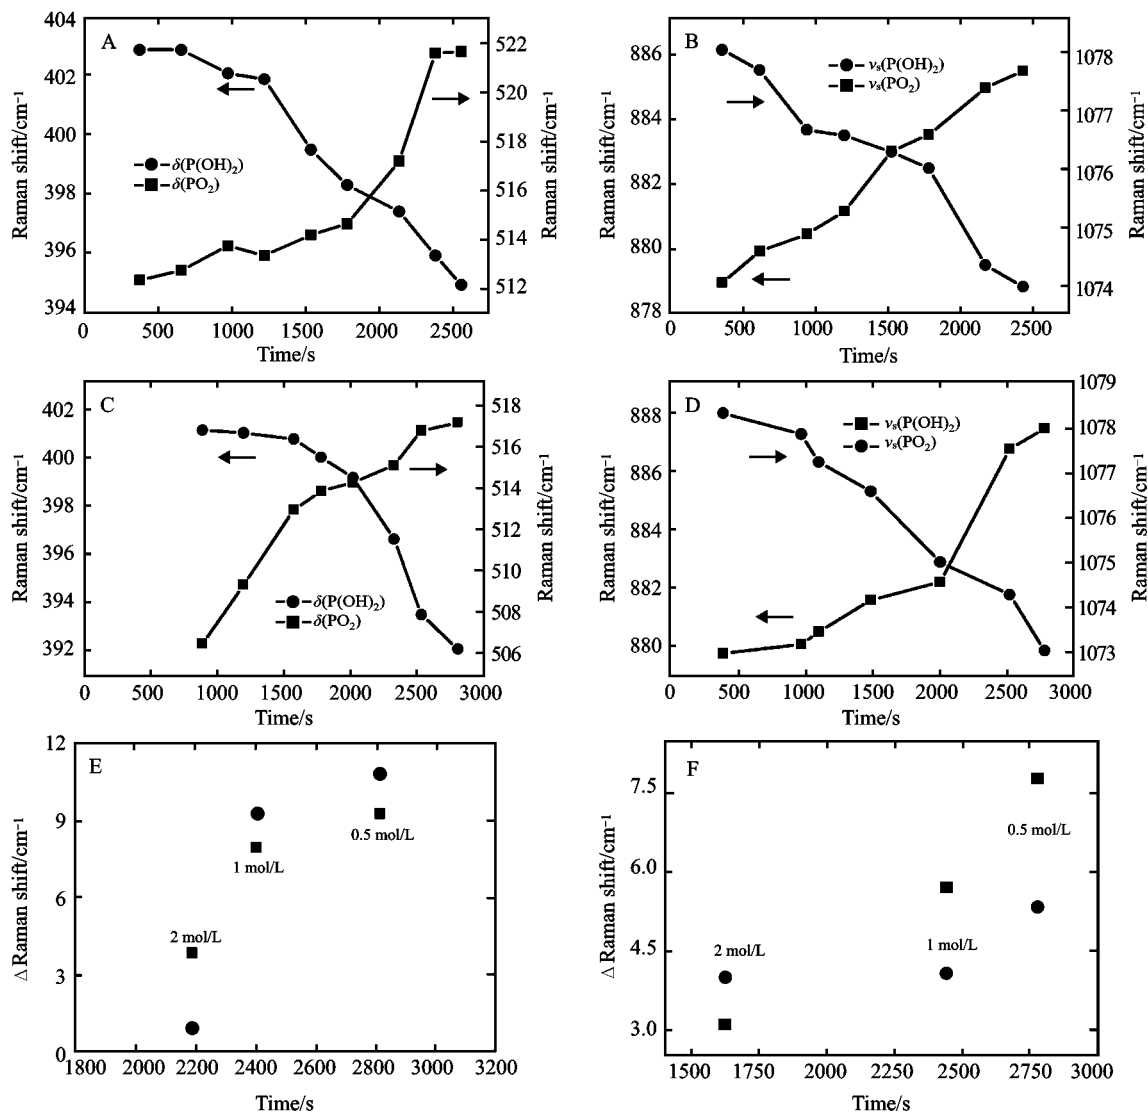 A
404
402
400
398
396
394
Raman shift/cm⁻¹
522
520
518
516
514
512
Raman shift/cm⁻¹
δ(P(OH)₂)
δ(PO₂)
0 500 1000 1500 2000 2500
Time/s
B
886
884
882
880
878
Raman shift/cm⁻¹
1078
1077
1076
1075
1074
Raman shift/cm⁻¹
νs(P(OH)₂)
νs(PO₂)
0 500 1000 1500 2000 2500
Time/s
C
402
400
398
396
394
392
Raman shift/cm⁻¹
518
516
514
512
510
508
506
Raman shift/cm⁻¹
δ(P(OH)₂)
δ(PO₂)
0 500 1000 1500 2000 2500 3000
Time/s
D
888
886
884
882
880
Raman shift/cm⁻¹
1079
1078
1077
1076
1075
1074
1073
Raman shift/cm⁻¹
νs(P(OH)₂)
νs(PO₂)
0 500 1000 1500 2000 2500 3000
Time/s
E
12
9
6
3
0
Δ Raman shift/cm⁻¹
0.5 mol/L
1 mol/L
2 mol/L
1800 2000 2200 2400 2600 2800 3000 3200
Time/s
F
7.5
6.0
4.5
3.0
Δ Raman shift/cm⁻¹
0.5 mol/L
2 mol/L
1 mol/L
1500 1750 2000 2250 2500 2750 3000
Time/s